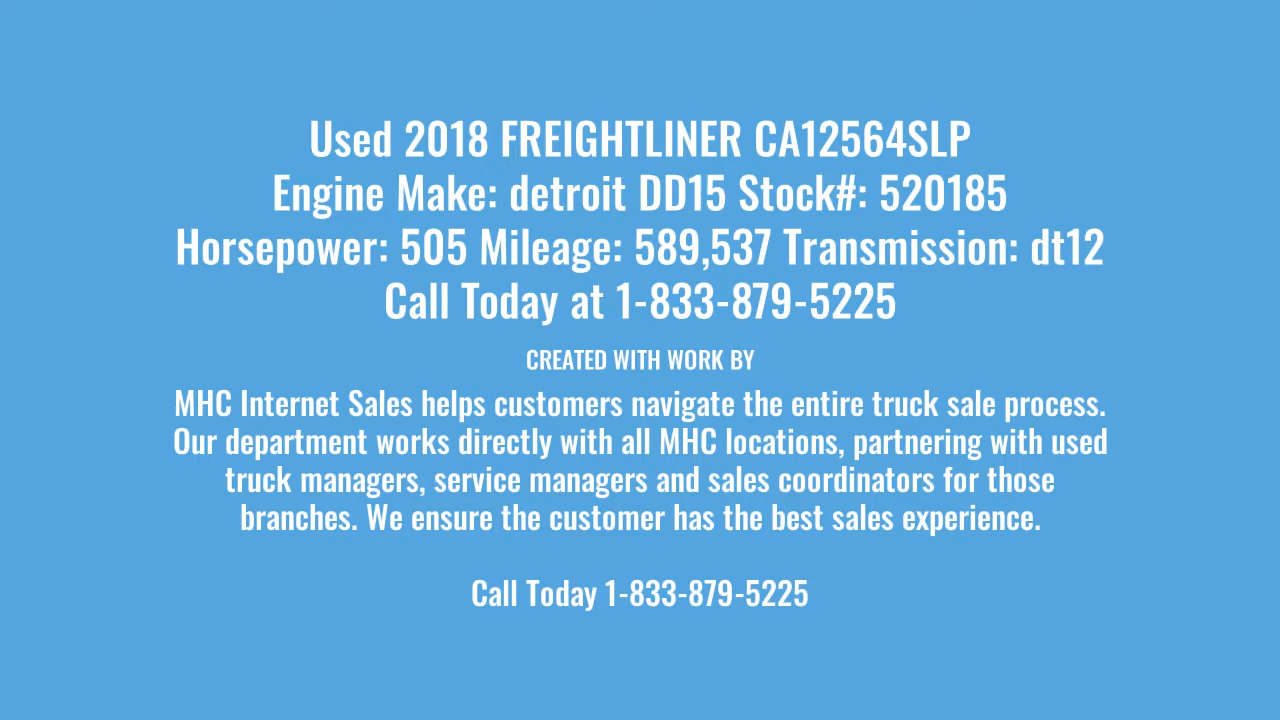 Used 2018 FREIGHTLINER CA12564SLP
Engine Make: detroit DD15 Stock#: 520185
Horsepower: 505 Mileage: 589,537 Transmission: dt12
Call Today at 1-833-879-5225
CREATED WITH WORK BY
MHC Internet Sales helps customers navigate the entire truck sale process.
Our department works directly with all MHC locations, partnering with used
truck managers, service managers and sales coordinators for those
branches. We ensure the customer has the best sales experience.
Call Today 1-833-879-5225